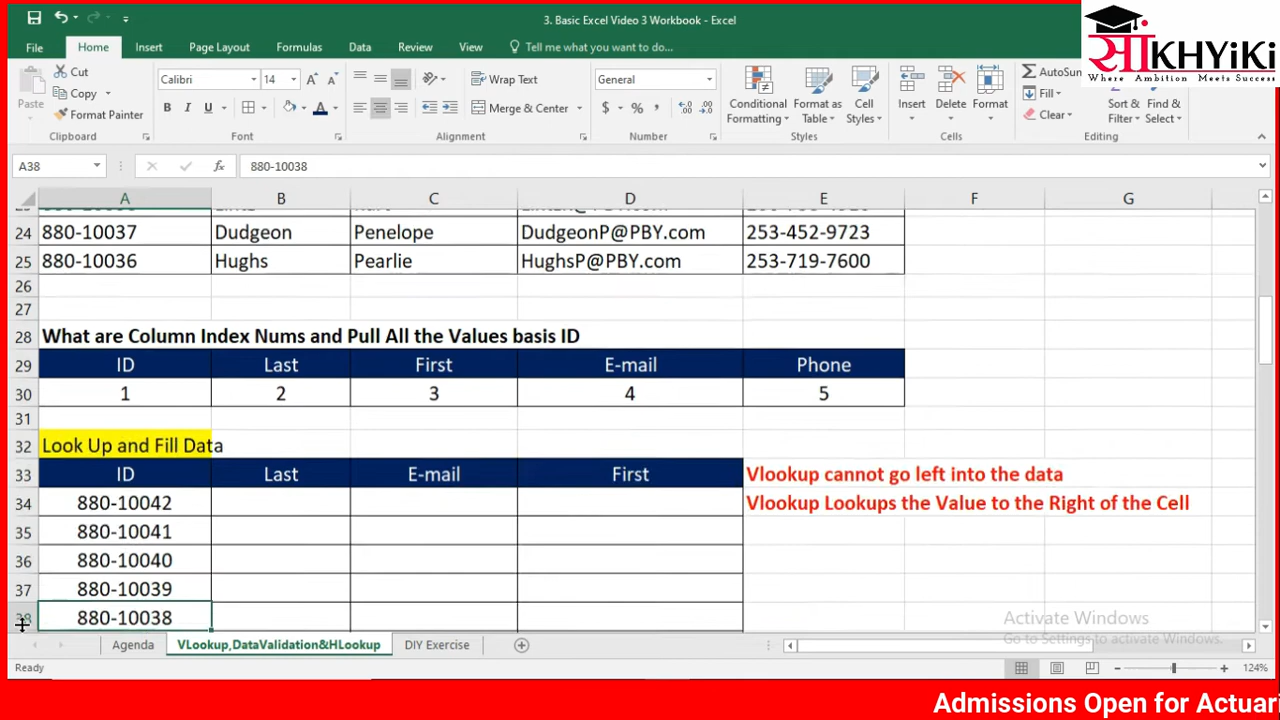 3. Basic Excel Video 3 Workbook - Excel
साKHYiKi
Where Ambition Meets Success
File Home Insert Page Layout Formulas Data Review View Tell me what you want to do...
Paste
Cut
Copy
Format Painter
Clipboard
Calibri 14
B I U
Font
Wrap Text
Merge & Center
Alignment
General
Number
Conditional Formatting
Format as Table
Cell Styles
Styles
Insert
Delete
Format
Cells
AutoSum
Fill
Clear
Sort & Filter
Find & Select
Editing
A38 fx 880-10038
A B C D E F G
24 880-10037 Dudgeon Penelope DudgeonP@PBY.com 253-452-9723
25 880-10036 Hughs Pearlie HughsP@PBY.com 253-719-7600
26
27
28 What are Column Index Nums and Pull All the Values basis ID
29 ID Last First E-mail Phone
30 1 2 3 4 5
31
32 Look Up and Fill Data
33 ID Last E-mail First Vlookup cannot go left into the data
34 880-10042 Vlookup Lookups the Value to the Right of the Cell
35 880-10041
36 880-10040
37 880-10039
38 880-10038
Activate Windows
Go to Settings to activate Windows.
Agenda VLookup,DataValidation&HLookup DIY Exercise
Ready 124%
Admissions Open for Actuar